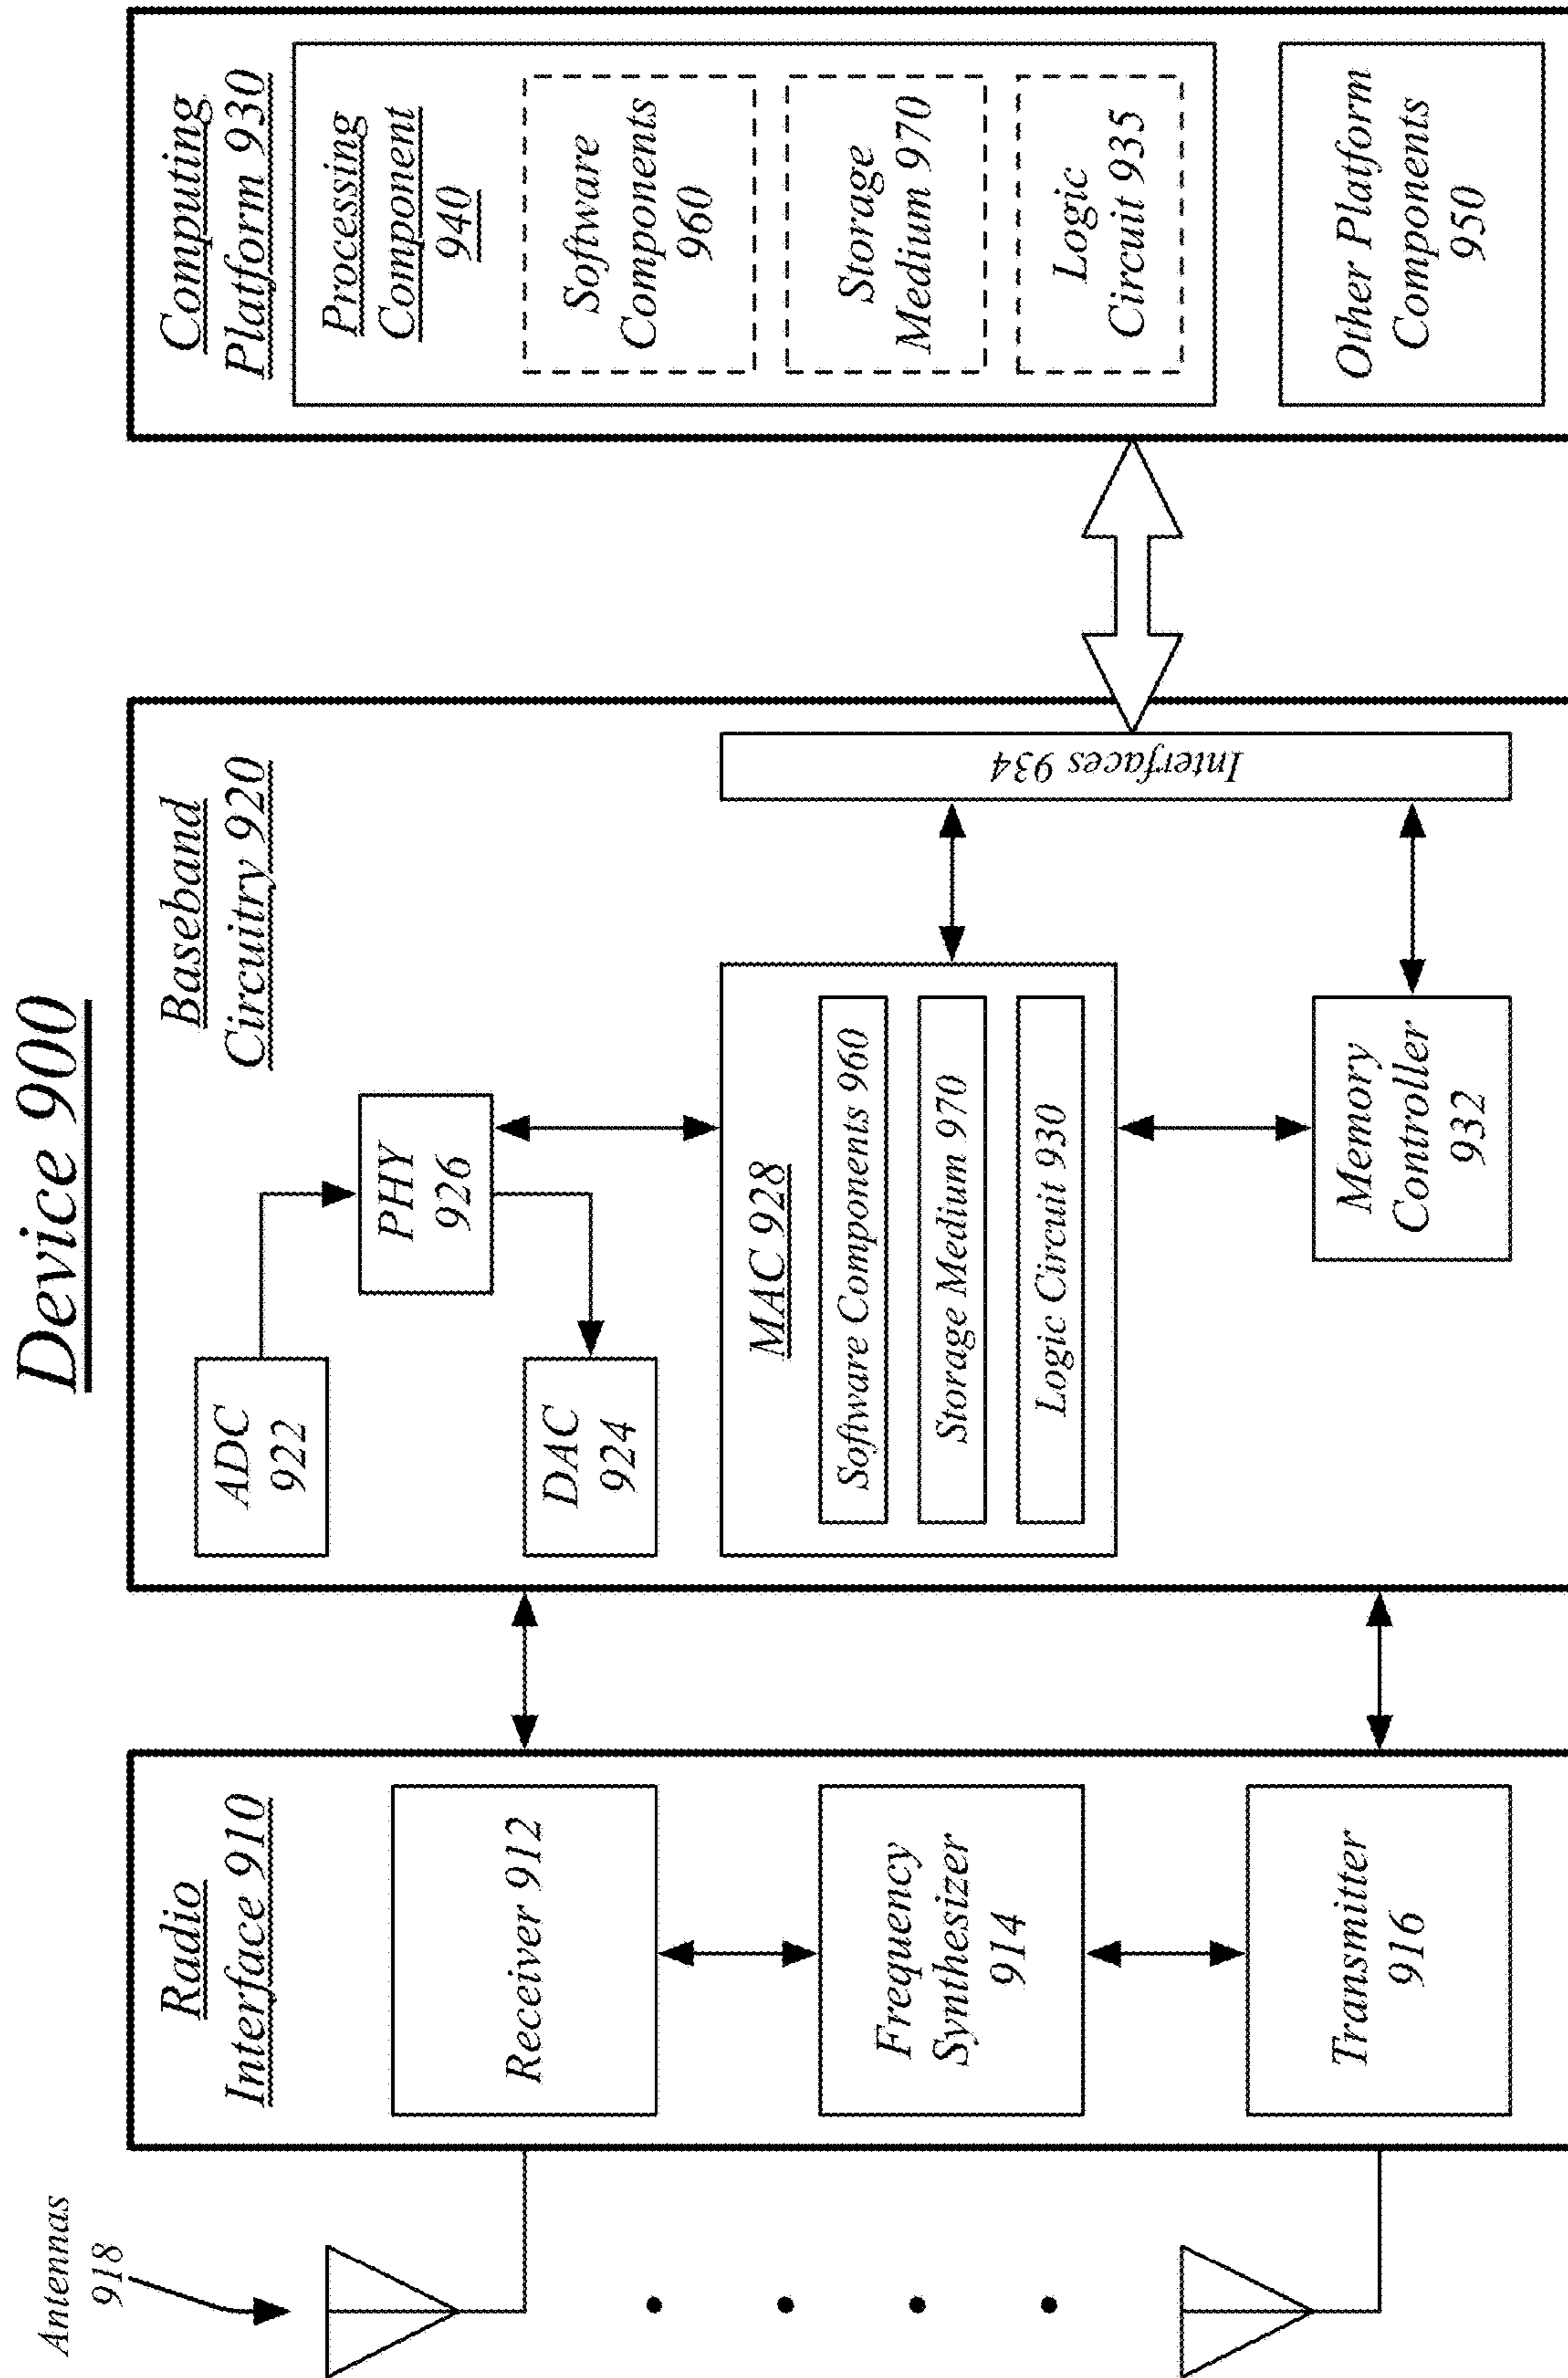 Device 900
Antennas
918
Radio
Interface 910
Receiver 912
Frequency
Synthesizer
914
Transmitter
916
Baseband
Circuitry 920
ADC
922
PHY
926
DAC
924
MAC 928
Software Components 960
Storage Medium 970
Logic Circuit 930
Memory
Controller
932
Interfaces 934
Computing
Platform 930
Processing
Component
940
Software
Components
960
Storage
Medium 970
Logic
Circuit 935
Other Platform
Components
950